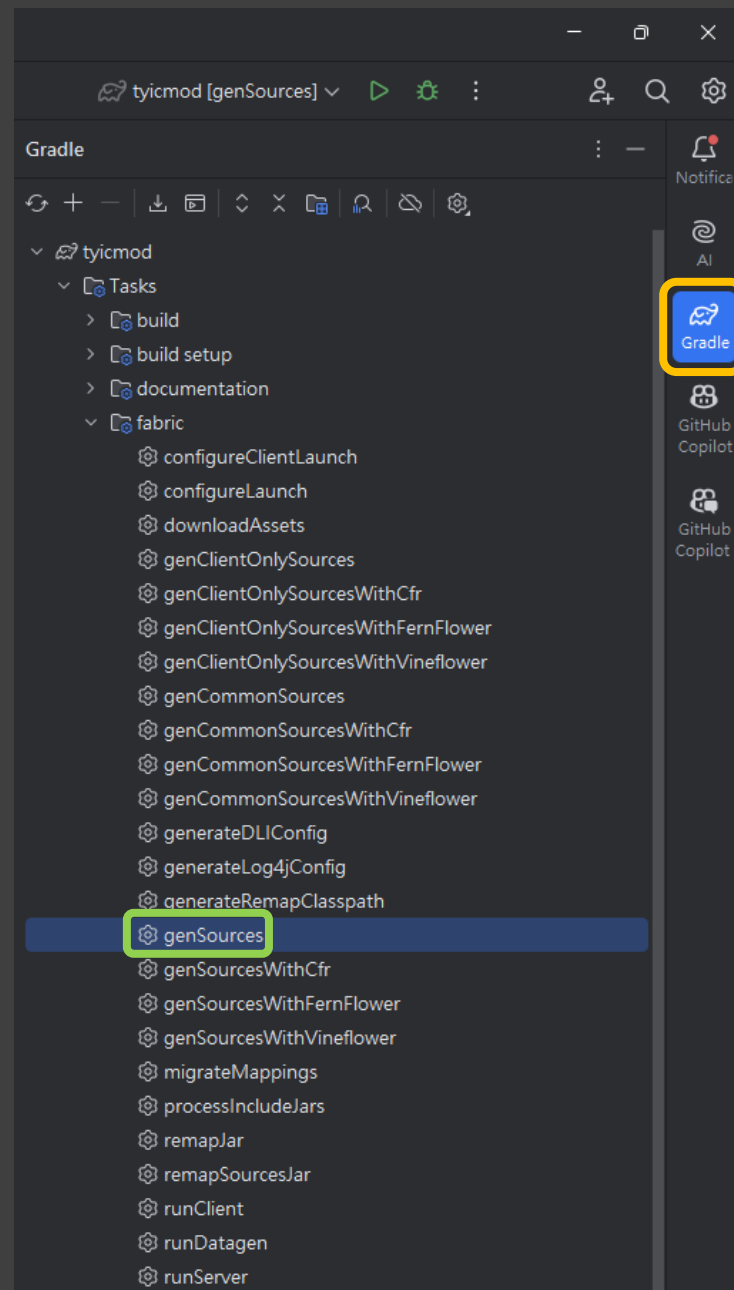 tyicmod [genSources]
Gradle
Notifica
AI
Gradle
GitHub
Copilot
GitHub
Copilot
tyicmod
Tasks
build
build setup
documentation
fabric
configureClientLaunch
configureLaunch
downloadAssets
genClientOnlySources
genClientOnlySourcesWithCfr
genClientOnlySourcesWithFernFlower
genClientOnlySourcesWithVineflower
genCommonSources
genCommonSourcesWithCfr
genCommonSourcesWithFernFlower
genCommonSourcesWithVineflower
generateDLIConfig
generateLog4jConfig
generateRemapClasspath
genSources
genSourcesWithCfr
genSourcesWithFernFlower
genSourcesWithVineflower
migrateMappings
processIncludeJars
remapJar
remapSourcesJar
runClient
runDatagen
runServer